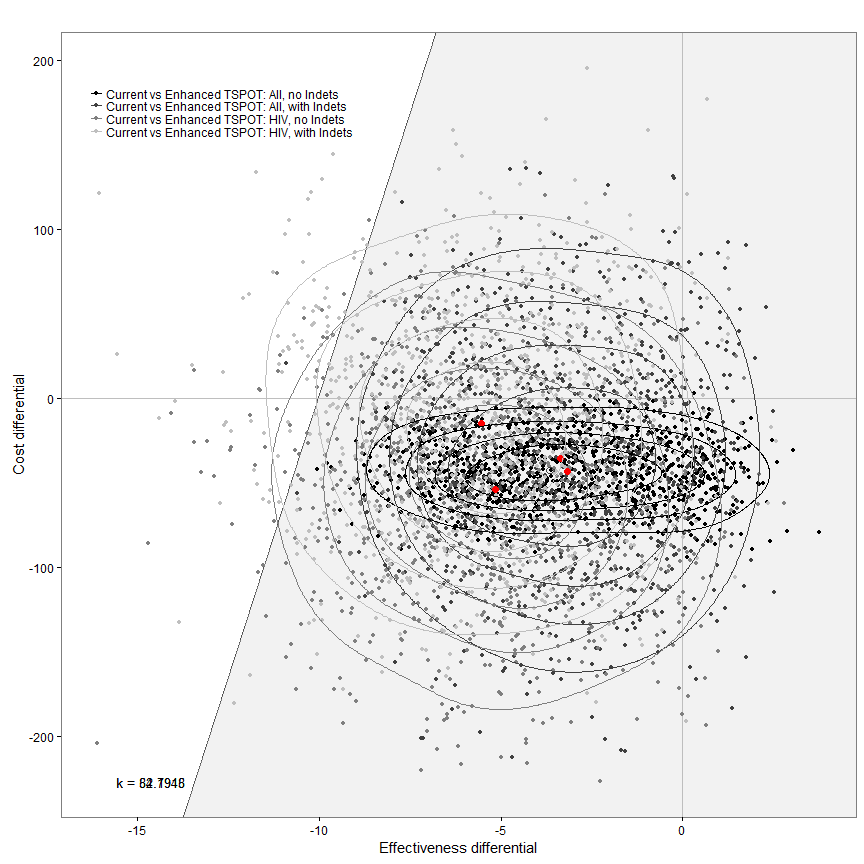 200
100
0
-100
-200
Current vs Enhanced TSPOT: All, no Indets
Current vs Enhanced TSPOT: All, with Indets
Current vs Enhanced TSPOT: HIV, no Indets
Current vs Enhanced TSPOT: HIV, with Indets
Cost differential
k =
-15
-10
-5
0
Effectiveness differential